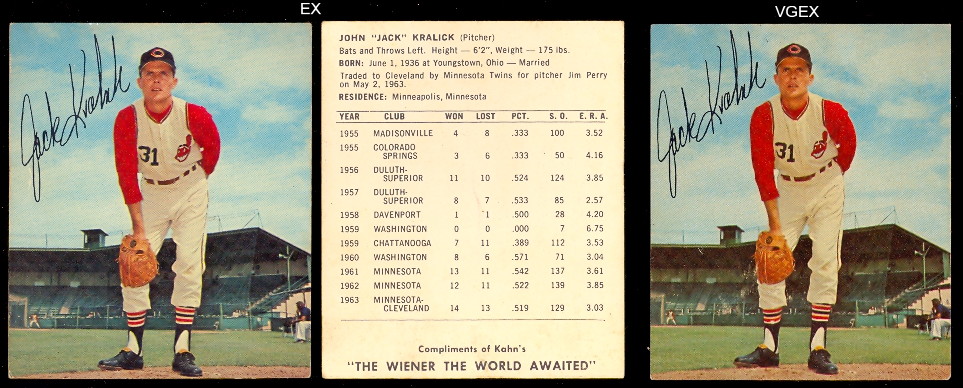 EX
VGEX
Jack Kralick
31
JOHN "JACK" KRALICK (Pitcher)
Bats and Throws Left. Height — 6'2", Weight — 175 lbs.
BORN: June 1, 1936 at Youngstown, Ohio — Married
Traded to Cleveland by Minnesota Twins for pitcher Jim Perry
on May 2, 1963.
RESIDENCE: Minneapolis, Minnesota
YEAR CLUB WON LOST PCT. S. O. E. R. A.
1955 MADISONVILLE 4 8 .333 100 3.52
1955 COLORADO
SPRINGS 3 6 .333 50 4.16
1956 DULUTH-
SUPERIOR 11 10 .524 124 3.85
1957 DULUTH-
SUPERIOR 8 7 .533 85 2.57
1958 DAVENPORT 1 1 .500 28 4.20
1959 WASHINGTON 0 0 .000 7 6.75
1959 CHATTANOOGA 7 11 .389 112 3.53
1960 WASHINGTON 8 6 .571 71 3.04
1961 MINNESOTA 13 11 .542 137 3.61
1962 MINNESOTA 12 11 .522 139 3.85
1963 MINNESOTA-
CLEVELAND 14 13 .519 129 3.03
Compliments of Kahn's
"THE WIENER THE WORLD AWAITED"
Jack Kralick
31